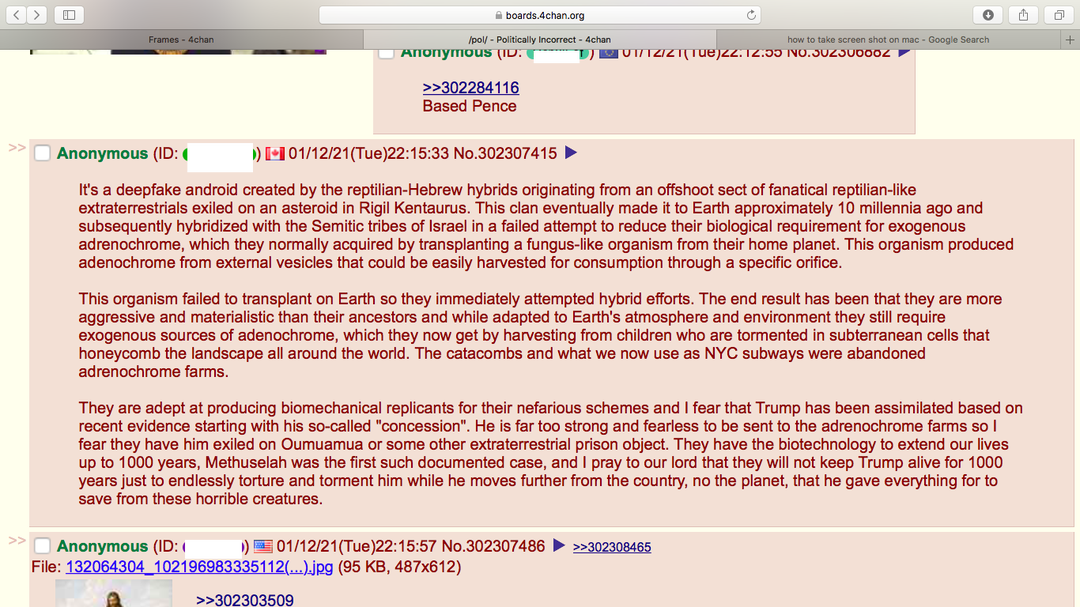 boards.4chan.org
Frames - 4chan
/pol/ - Politically Incorrect - 4chan
how to take screen shot on mac - Google Search
+
Anonymous (ID: ) 01/12/21(Tue)22:12:55 No.302306882
>>302284116
Based Pence
>> Anonymous (ID: ) 01/12/21(Tue)22:15:33 No.302307415
It's a deepfake android created by the reptilian-Hebrew hybrids originating from an offshoot sect of fanatical reptilian-like
extraterrestrials exiled on an asteroid in Rigil Kentaurus. This clan eventually made it to Earth approximately 10 millennia ago and
subsequently hybridized with the Semitic tribes of Israel in a failed attempt to reduce their biological requirement for exogenous
adrenochrome, which they normally acquired by transplanting a fungus-like organism from their home planet. This organism produced
adenochrome from external vesicles that could be easily harvested for consumption through a specific orifice.
This organism failed to transplant on Earth so they immediately attempted hybrid efforts. The end result has been that they are more
aggressive and materialistic than their ancestors and while adapted to Earth's atmosphere and environment they still require
exogenous sources of adenochrome, which they now get by harvesting from children who are tormented in subterranean cells that
honeycomb the landscape all around the world. The catacombs and what we now use as NYC subways were abandoned
adrenochrome farms.
They are adept at producing biomechanical replicants for their nefarious schemes and I fear that Trump has been assimilated based on
recent evidence starting with his so-called "concession". He is far too strong and fearless to be sent to the adrenochrome farms so I
fear they have him exiled on Oumuamua or some other extraterrestrial prison object. They have the biotechnology to extend our lives
up to 1000 years, Methuselah was the first such documented case, and I pray to our lord that they will not keep Trump alive for 1000
years just to endlessly torture and torment him while he moves further from the country, no the planet, that he gave everything for to
save from these horrible creatures.
>> Anonymous (ID: ) 01/12/21(Tue)22:15:57 No.302307486 >>302308465
File: 132064304_102196983335112(...).jpg (95 KB, 487x612)
>>302303509